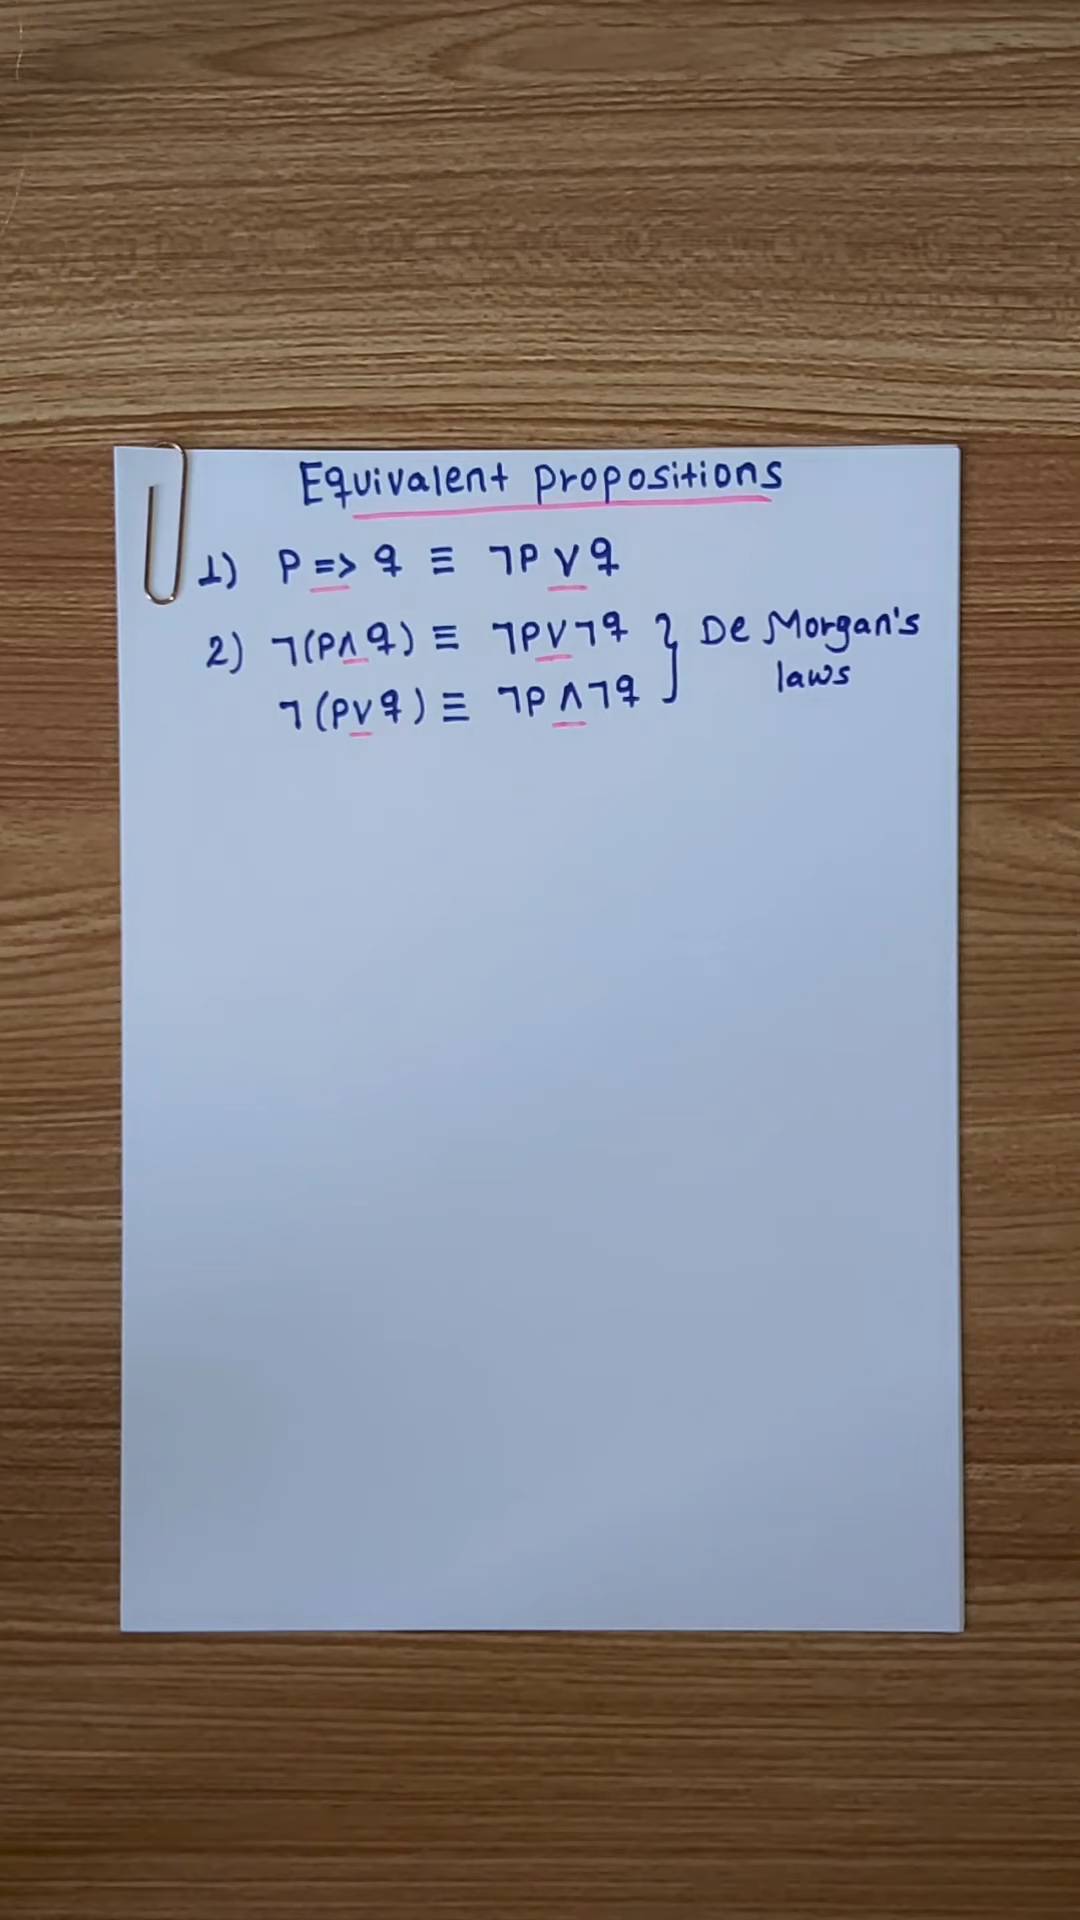 Equivalent propositions
1) P => q ≡ ¬P ∨ q
2) ¬(P∧q) ≡ ¬P∨¬q } De Morgan's
laws
¬(P∨q) ≡ ¬P∧¬q